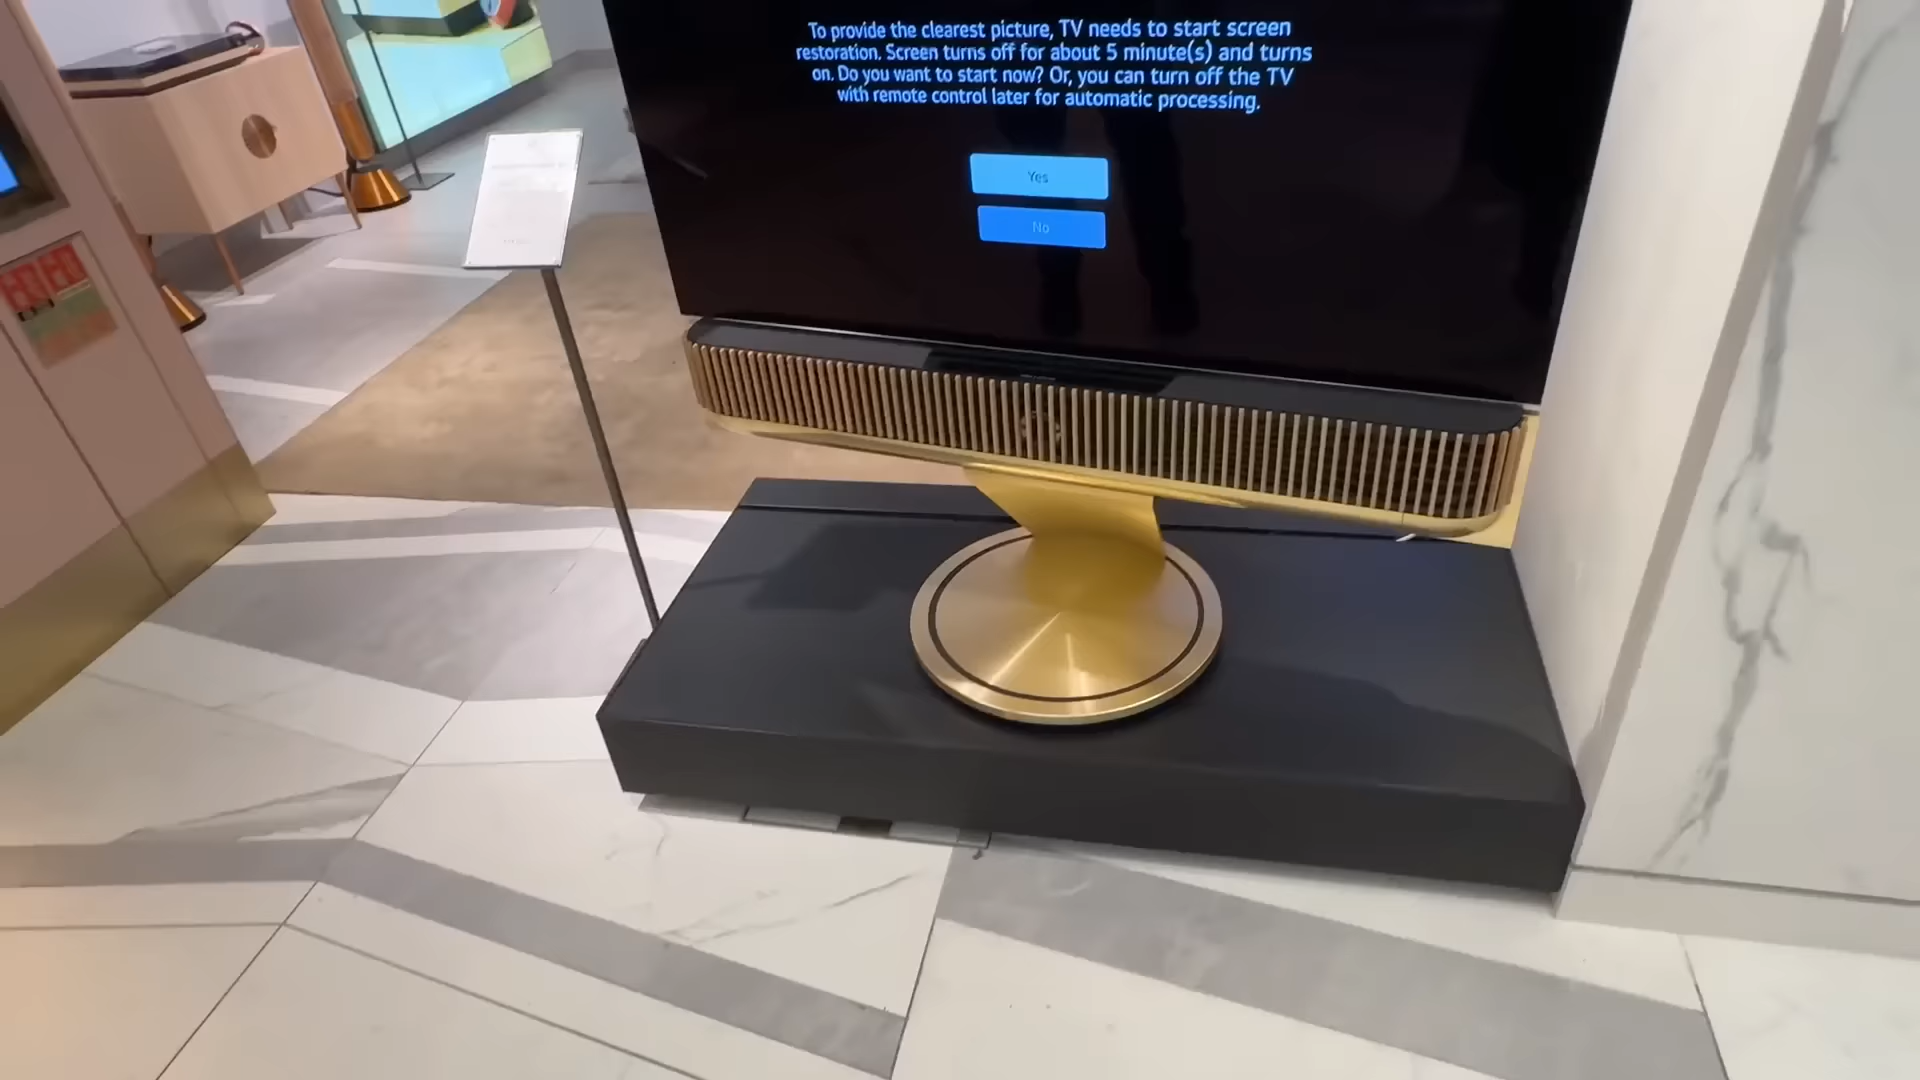 To provide the clearest picture, TV needs to start screen
restoration. Screen turns off for about 5 minute(s) and turns
on. Do you want to start now? Or, you can turn off the TV
with remote control later for automatic processing.
Yes
No